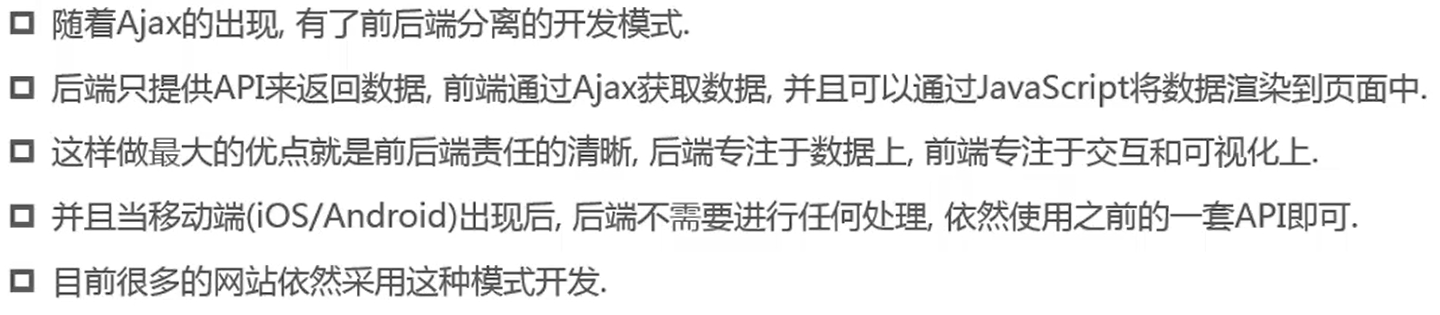 随着Ajax的出现, 有了前后端分离的开发模式.
后端只提供API来返回数据, 前端通过Ajax获取数据, 并且可以通过JavaScript将数据渲染到页面中.
这样做最大的优点就是前后端责任的清晰, 后端专注于数据上, 前端专注于交互和可视化上.
并且当移动端(iOS/Android)出现后, 后端不需要进行任何处理, 依然使用之前的一套API即可.
目前很多的网站依然采用这种模式开发.